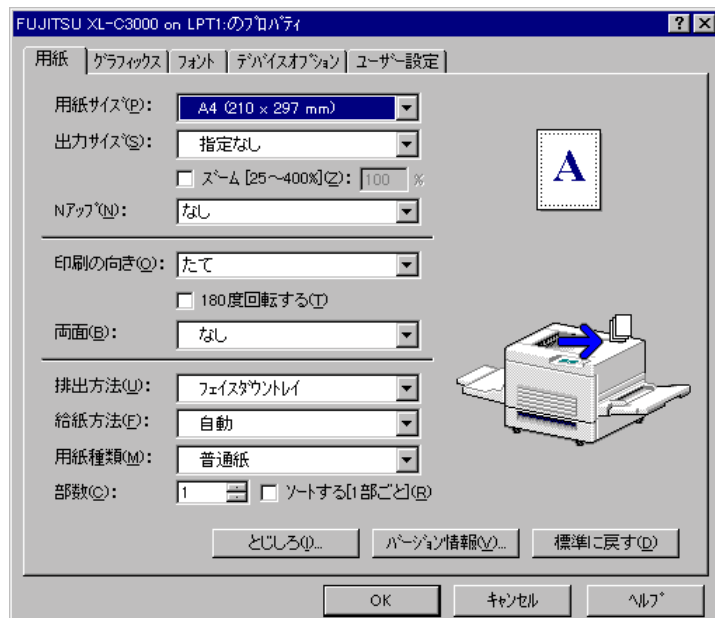 FUJITSU XL-C3000 on LPT1:のﾌﾟﾛﾊﾟﾃｨ
用紙 ｸﾞﾗﾌｨｯｸｽ ﾌｫﾝﾄ ﾃﾞﾊﾞｲｽｵﾌﾟｼｮﾝ ﾕｰｻﾞｰ設定
用紙ｻｲｽﾞ(P): A4 (210 x 297 mm)
出力ｻｲｽﾞ(S): 指定なし
ｽﾞｰﾑ [25～400%](Z): 100 %
Nｱｯﾌﾟ(N): なし
A
印刷の向き(O): たて
180度回転する(T)
両面(B): なし
排出方法(U): ﾌｪｲｽﾀﾞｳﾝﾄﾚｲ
給紙方法(F): 自動
用紙種類(M): 普通紙
部数(C): 1 ｿｰﾄする[1部ごと](R)
とじしろ(I)... ﾊﾞｰｼﾞｮﾝ情報(V)... 標準に戻す(D)
OK ｷｬﾝｾﾙ ﾍﾙﾌﾟ